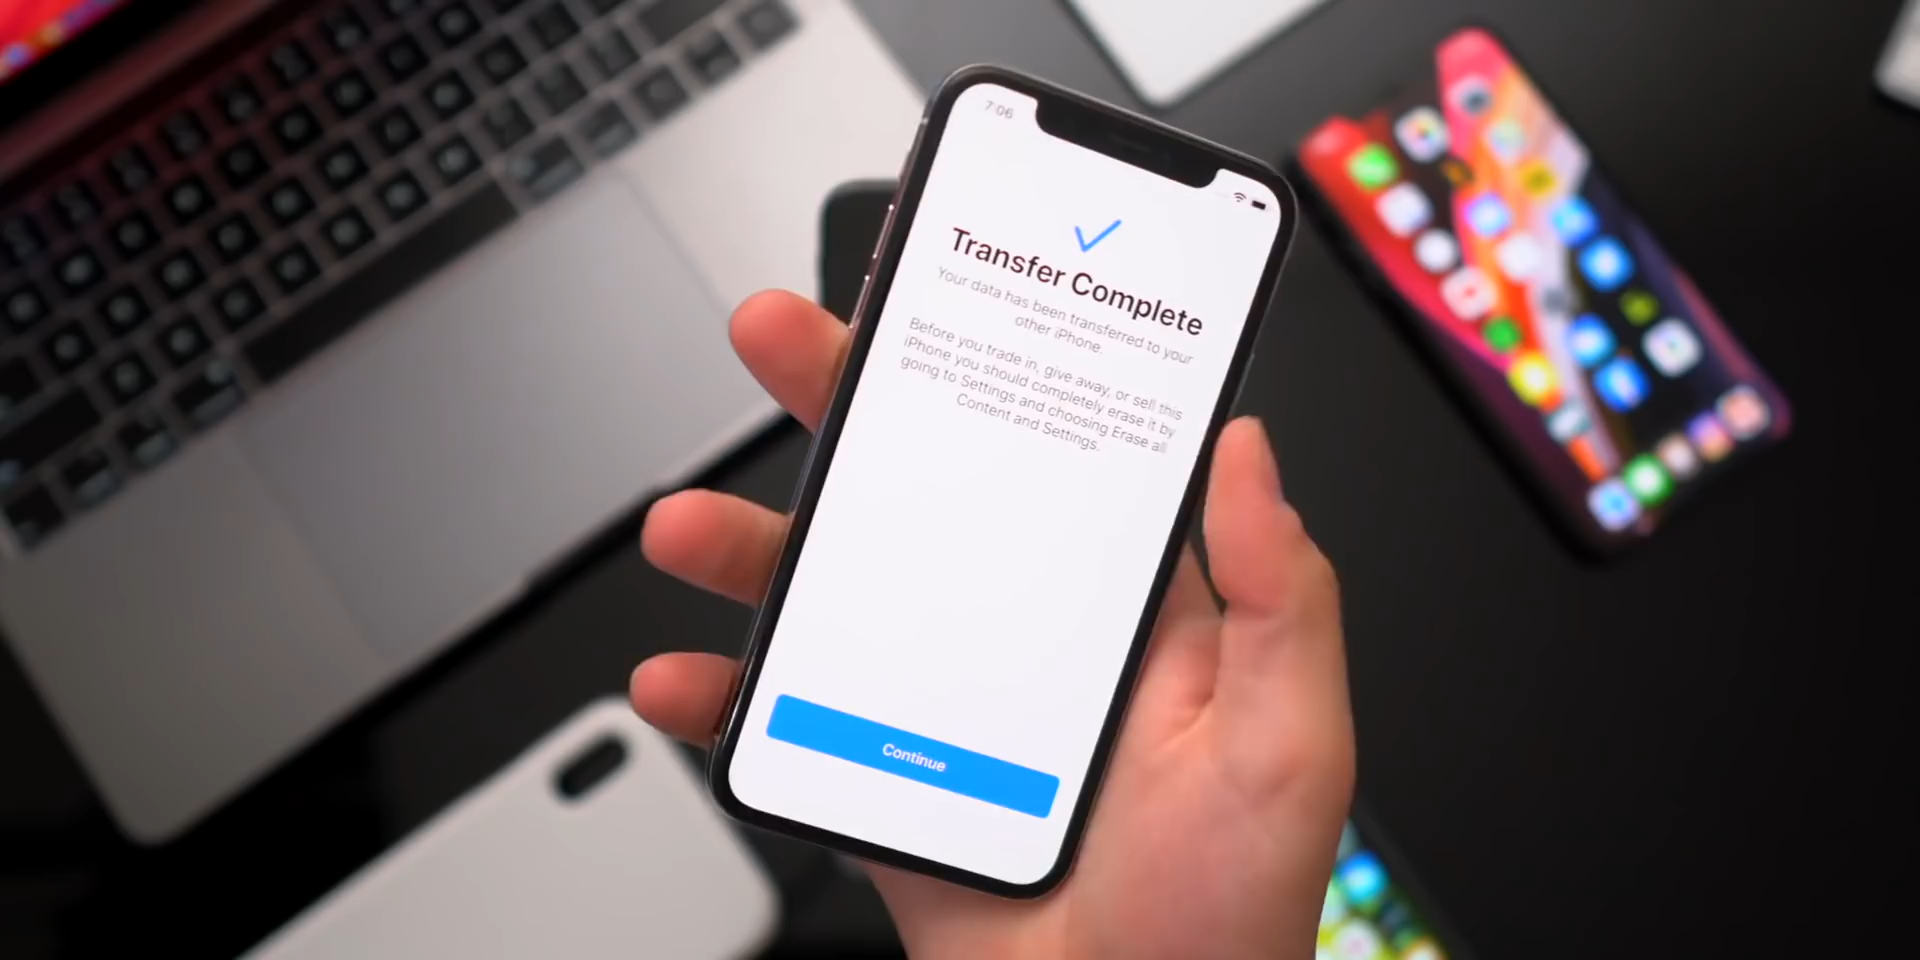 7:06
Transfer Complete
Your data has been transferred to your
other iPhone.
Before you trade in, give away, or sell this
iPhone you should completely erase it by
going to Settings and choosing Erase all
Content and Settings.
Continue